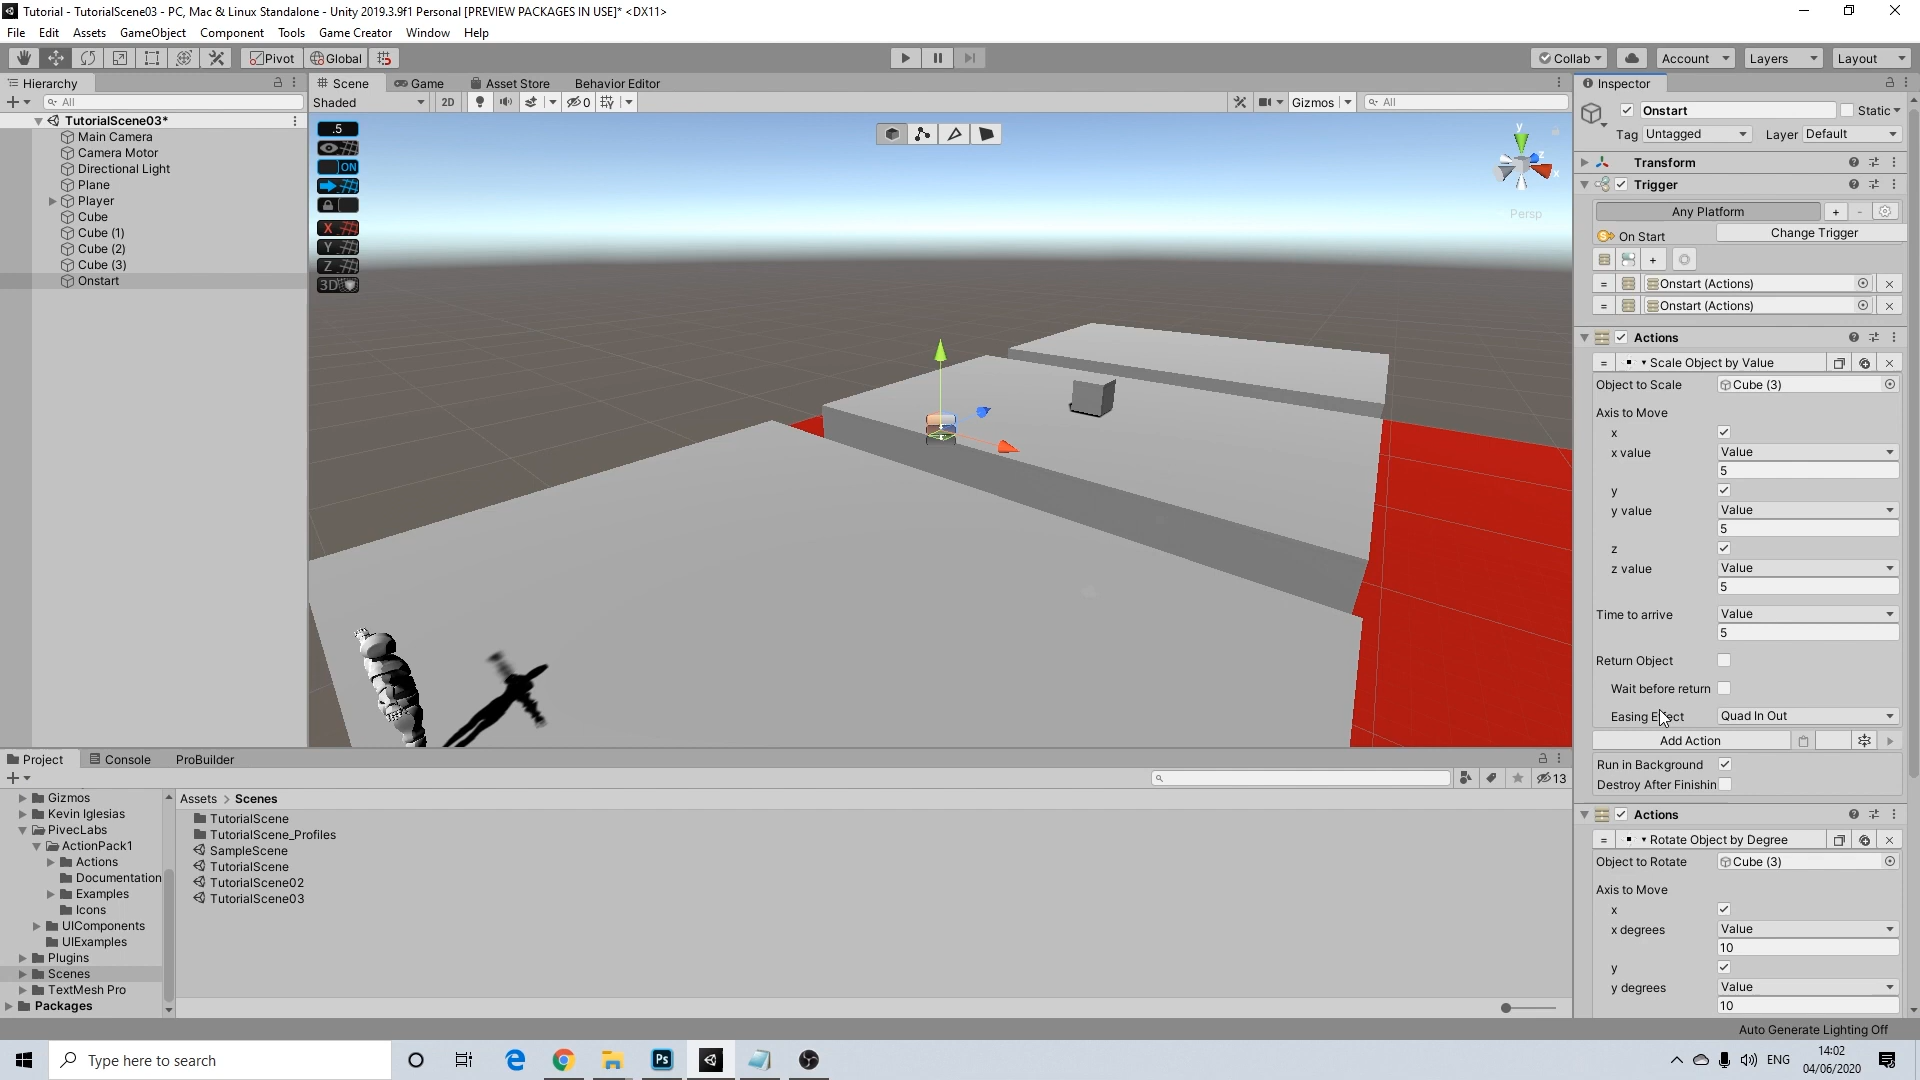 Tutorial - TutorialScene03 - PC, Mac & Linux Standalone - Unity 2019.3.9f1 Personal [PREVIEW PACKAGES IN USE]* <DX11>
File Edit Assets GameObject Component Tools Game Creator Window Help
Pivot Global Collab Account Layers Layout
Hierarchy
All
TutorialScene03*
Main Camera
Camera Motor
Directional Light
Plane
Player
Cube
Cube (1)
Cube (2)
Cube (3)
Onstart
Scene Game Asset Store Behavior Editor
Shaded 2D 0 Gizmos All
.5
ON
X
Y
Z
3D
y
z
x
Persp
Inspector
Onstart Static
Tag Untagged Layer Default
Transform
Trigger
Any Platform
On Start Change Trigger
Onstart (Actions)
Onstart (Actions)
Actions
Scale Object by Value
Object to Scale Cube (3)
Axis to Move
x
x value Value
5
y
y value Value
5
z
z value Value
5
Time to arrive Value
5
Return Object
Wait before return
Easing Quad In Out
Add Action
Run in Background
Destroy After Finishin
Actions
Rotate Object by Degree
Object to Rotate Cube (3)
Axis to Move
x
x degrees Value
10
y
y degrees Value
10
Project Console ProBuilder
13
Gizmos
Kevin Iglesias
PivecLabs
ActionPack1
Actions
Documentation
Examples
Icons
UIComponents
UIExamples
Plugins
Scenes
TextMesh Pro
Packages
Assets > Scenes
TutorialScene
TutorialScene_Profiles
SampleScene
TutorialScene
TutorialScene02
TutorialScene03
Auto Generate Lighting Off
Type here to search
Ps
ENG
14:02
04/06/2020